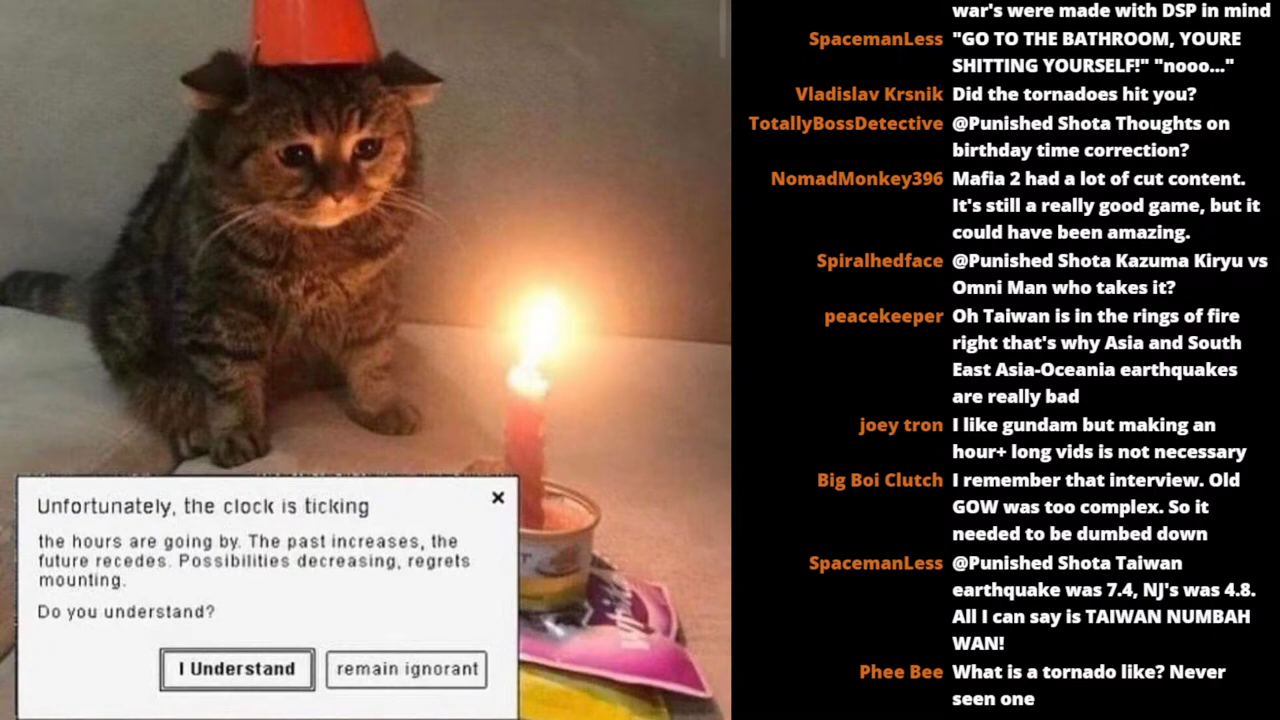 Unfortunately, the clock is ticking
the hours are going by. The past increases, the
future recedes. Possibilities decreasing, regrets
mounting.
Do you understand?
I Understand
remain ignorant
war's were made with DSP in mind
SpacemanLess "GO TO THE BATHROOM, YOURE
SHITTING YOURSELF!" "nooo..."
Vladislav Krsnik Did the tornadoes hit you?
TotallyBossDetective @Punished Shota Thoughts on
birthday time correction?
NomadMonkey396 Mafia 2 had a lot of cut content.
It's still a really good game, but it
could have been amazing.
Spiralhedface @Punished Shota Kazuma Kiryu vs
Omni Man who takes it?
peacekeeper Oh Taiwan is in the rings of fire
right that's why Asia and South
East Asia-Oceania earthquakes
are really bad
joey tron I like gundam but making an
hour+ long vids is not necessary
Big Boi Clutch I remember that interview. Old
GOW was too complex. So it
needed to be dumbed down
SpacemanLess @Punished Shota Taiwan
earthquake was 7.4, NJ's was 4.8.
All I can say is TAIWAN NUMBAH
WAN!
Phee Bee What is a tornado like? Never
seen one